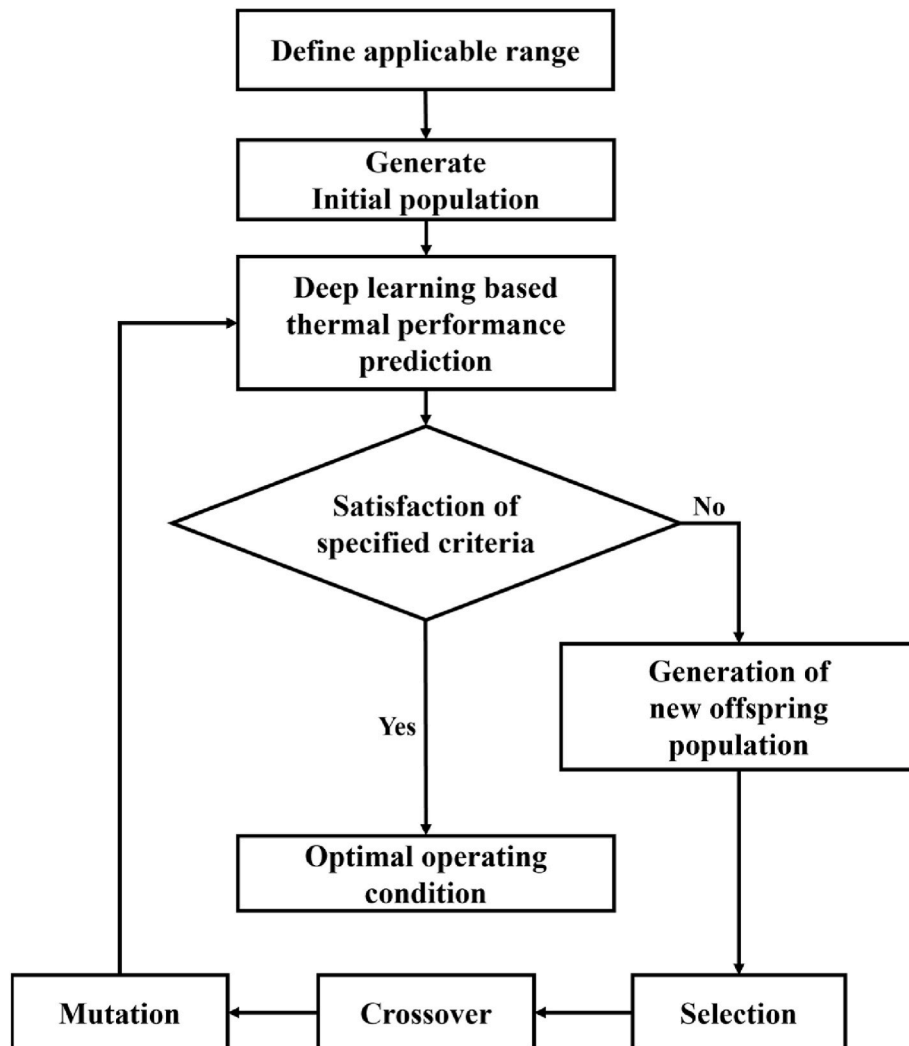 Define applicable range
Generate
Initial population
Deep learning based
thermal performance
prediction
Satisfaction of
specified criteria
No
Generation of
new offspring
population
Yes
Optimal operating
condition
Mutation
Crossover
Selection